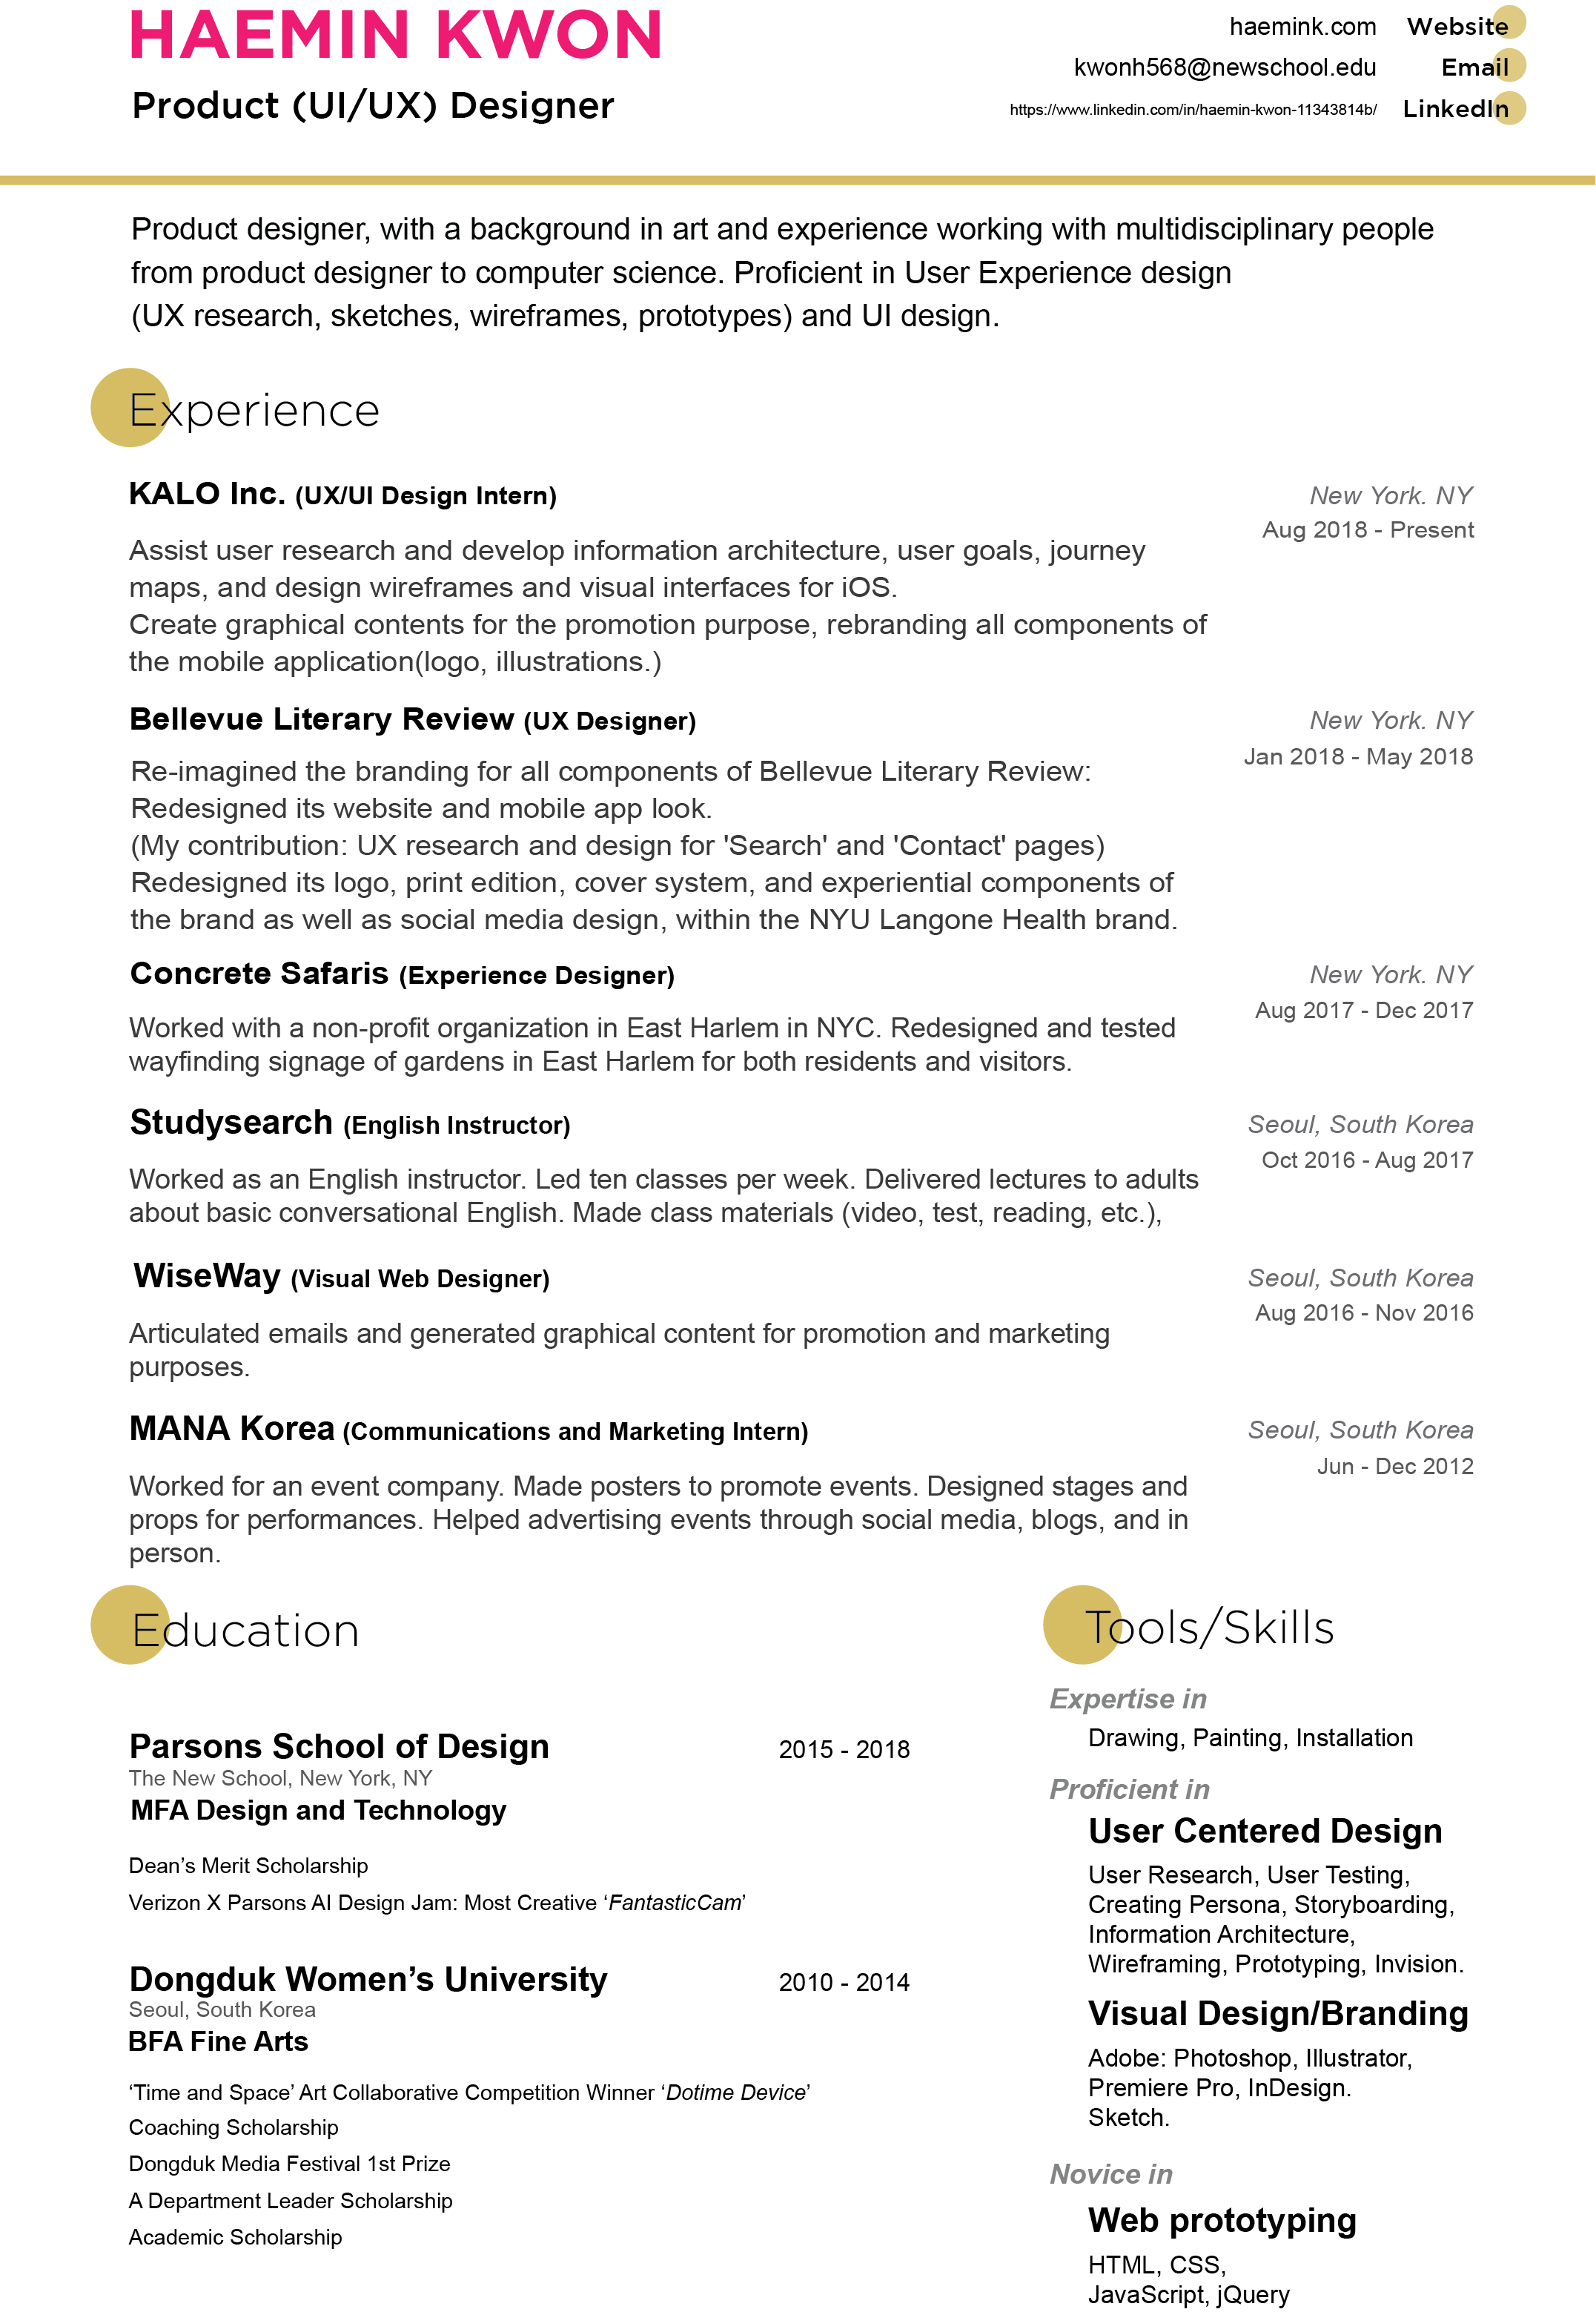 HAEMIN KWON
Product (UI/UX) Designer
haemink.com Website
kwonh568@newschool.edu Email
https://www.linkedin.com/in/haemin-kwon-11343814b/ LinkedIn
Product designer, with a background in art and experience working with multidisciplinary people
from product designer to computer science. Proficient in User Experience design
(UX research, sketches, wireframes, prototypes) and UI design.
Experience
KALO Inc. (UX/UI Design Intern)
New York. NY
Aug 2018 - Present
Assist user research and develop information architecture, user goals, journey
maps, and design wireframes and visual interfaces for iOS.
Create graphical contents for the promotion purpose, rebranding all components of
the mobile application(logo, illustrations.)
Bellevue Literary Review (UX Designer)
New York. NY
Jan 2018 - May 2018
Re-imagined the branding for all components of Bellevue Literary Review:
Redesigned its website and mobile app look.
(My contribution: UX research and design for 'Search' and 'Contact' pages)
Redesigned its logo, print edition, cover system, and experiential components of
the brand as well as social media design, within the NYU Langone Health brand.
Concrete Safaris (Experience Designer)
New York. NY
Aug 2017 - Dec 2017
Worked with a non-profit organization in East Harlem in NYC. Redesigned and tested
wayfinding signage of gardens in East Harlem for both residents and visitors.
Studysearch (English Instructor)
Seoul, South Korea
Oct 2016 - Aug 2017
Worked as an English instructor. Led ten classes per week. Delivered lectures to adults
about basic conversational English. Made class materials (video, test, reading, etc.),
WiseWay (Visual Web Designer)
Seoul, South Korea
Aug 2016 - Nov 2016
Articulated emails and generated graphical content for promotion and marketing
purposes.
MANA Korea (Communications and Marketing Intern)
Seoul, South Korea
Jun - Dec 2012
Worked for an event company. Made posters to promote events. Designed stages and
props for performances. Helped advertising events through social media, blogs, and in
person.
Education
Parsons School of Design 2015 - 2018
The New School, New York, NY
MFA Design and Technology
Dean’s Merit Scholarship
Verizon X Parsons AI Design Jam: Most Creative ‘FantasticCam’
Dongduk Women’s University 2010 - 2014
Seoul, South Korea
BFA Fine Arts
‘Time and Space’ Art Collaborative Competition Winner ‘Dotime Device’
Coaching Scholarship
Dongduk Media Festival 1st Prize
A Department Leader Scholarship
Academic Scholarship
Tools/Skills
Expertise in
Drawing, Painting, Installation
Proficient in
User Centered Design
User Research, User Testing,
Creating Persona, Storyboarding,
Information Architecture,
Wireframing, Prototyping, Invision.
Visual Design/Branding
Adobe: Photoshop, Illustrator,
Premiere Pro, InDesign.
Sketch.
Novice in
Web prototyping
HTML, CSS,
JavaScript, jQuery